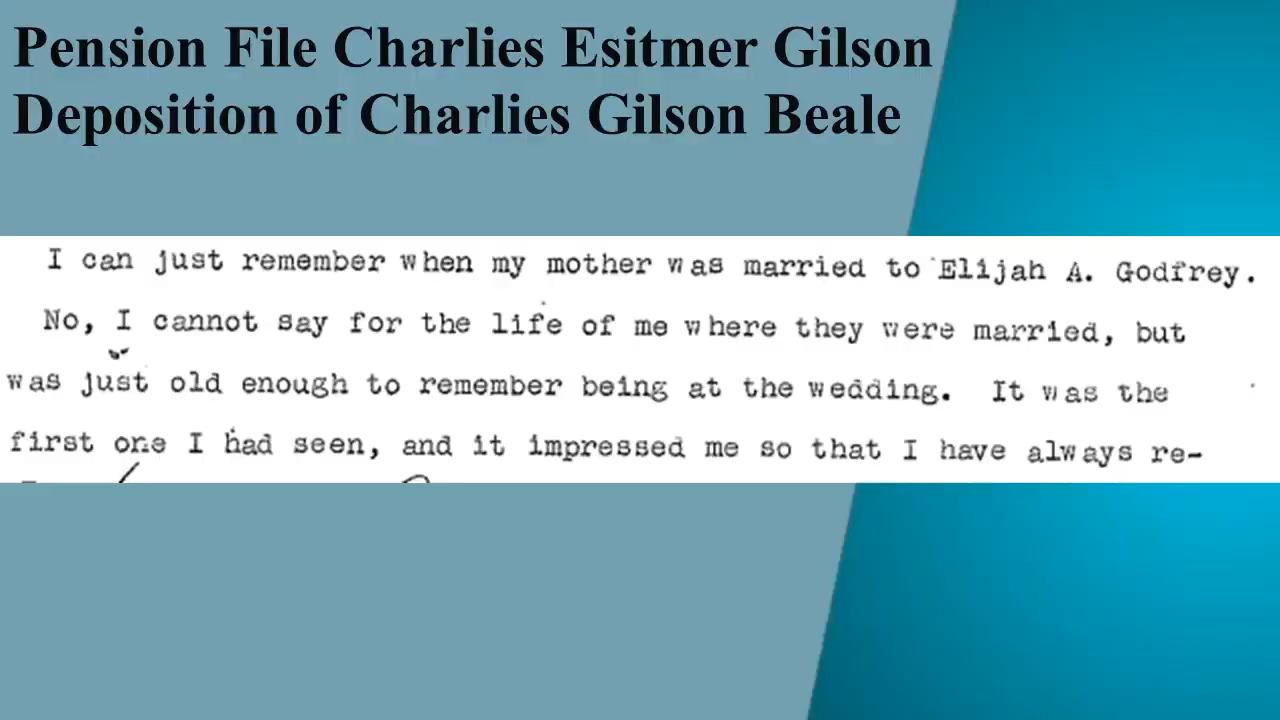 Pension File Charlies Esitmer Gilson
Deposition of Charlies Gilson Beale
I can just remember when my mother was married to Elijah A. Godfrey.
No, I cannot say for the life of me where they were married, but
was just old enough to remember being at the wedding. It was the
first one I had seen, and it impressed me so that I have always re-